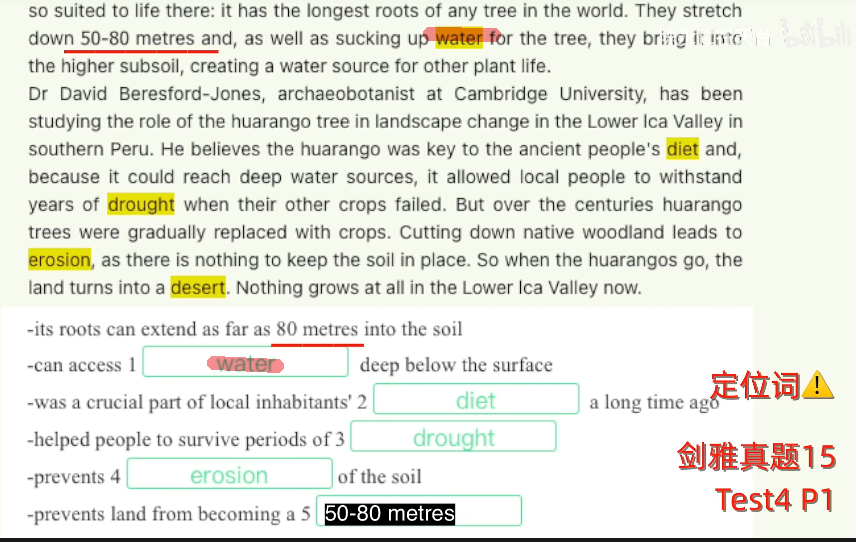 so suited to life there: it has the longest roots of any tree in the world. They stretch
down 50-80 metres and, as well as sucking up water for the tree, they bring it into
the higher subsoil, creating a water source for other plant life.
Dr David Beresford-Jones, archaeobotanist at Cambridge University, has been
studying the role of the huarango tree in landscape change in the Lower Ica Valley in
southern Peru. He believes the huarango was key to the ancient people's diet and,
because it could reach deep water sources, it allowed local people to withstand
years of drought when their other crops failed. But over the centuries huarango
trees were gradually replaced with crops. Cutting down native woodland leads to
erosion, as there is nothing to keep the soil in place. So when the huarangos go, the
land turns into a desert. Nothing grows at all in the Lower Ica Valley now.
-its roots can extend as far as 80 metres into the soil
-can access 1 water deep below the surface
-was a crucial part of local inhabitants' 2 diet a long time ago
定位词⚠️
-helped people to survive periods of 3 drought
剑雅真题15
-prevents 4 erosion of the soil
Test4 P1
-prevents land from becoming a 5 50-80 metres